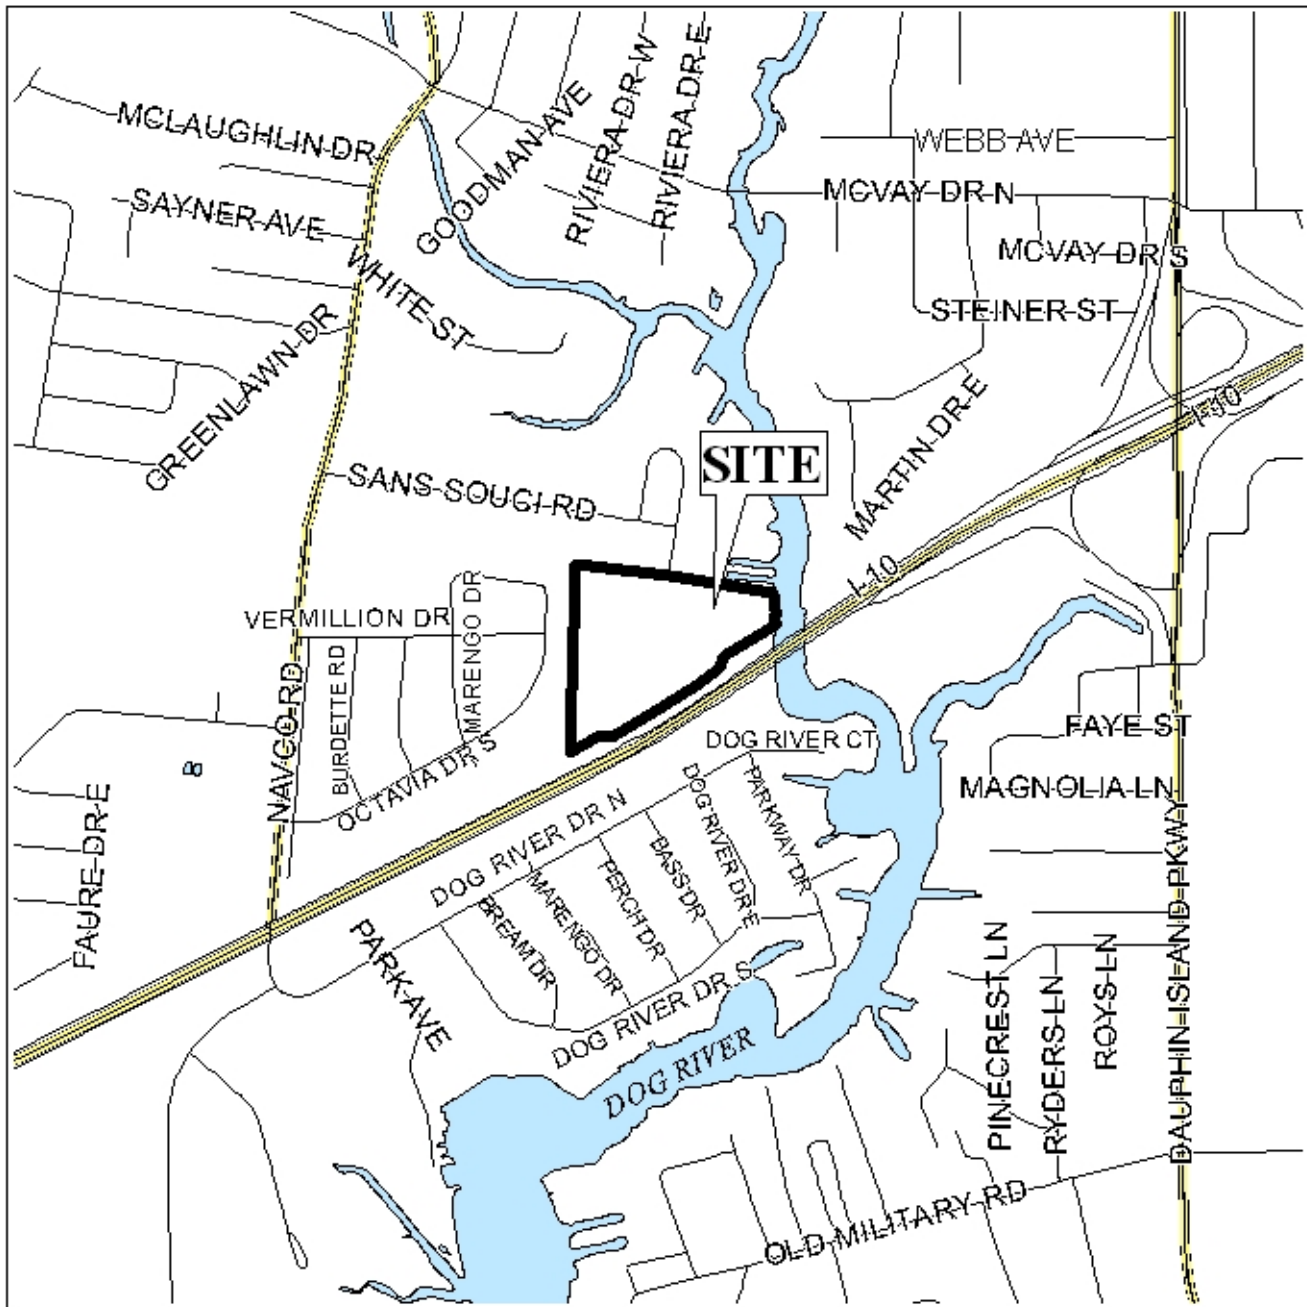 MCLAUGHLIN DR
GOODMAN AVE
RIVIERA DR W
RIVIERA DR E
WEBB AVE
SAYNER AVE
MCVAY DR N
WHITE ST
MCVAY DR S
STEINER ST
GREENLAWN DR
MARTIN DR E
I-10
SITE
SANS SOUCI RD
I-10
VERMILLION DR
MARENGO DR
BURDETTE RD
NAVCO RD
OCTAVIA DR S
FAYE ST
DOG RIVER CT
MAGNOLIA LN
FAURE DR E
DOG RIVER DR N
DOG RIVER DR E
PARKWAY DR
BASS DR
PERCH DR
MARENGO DR
BREAM DR
PARK AVE
DOG RIVER DR S
DOG RIVER
PINECREST LN
RYDERS LN
ROYS LN
DAUPHIN ISLAND PKWY
OLD MILITARY RD